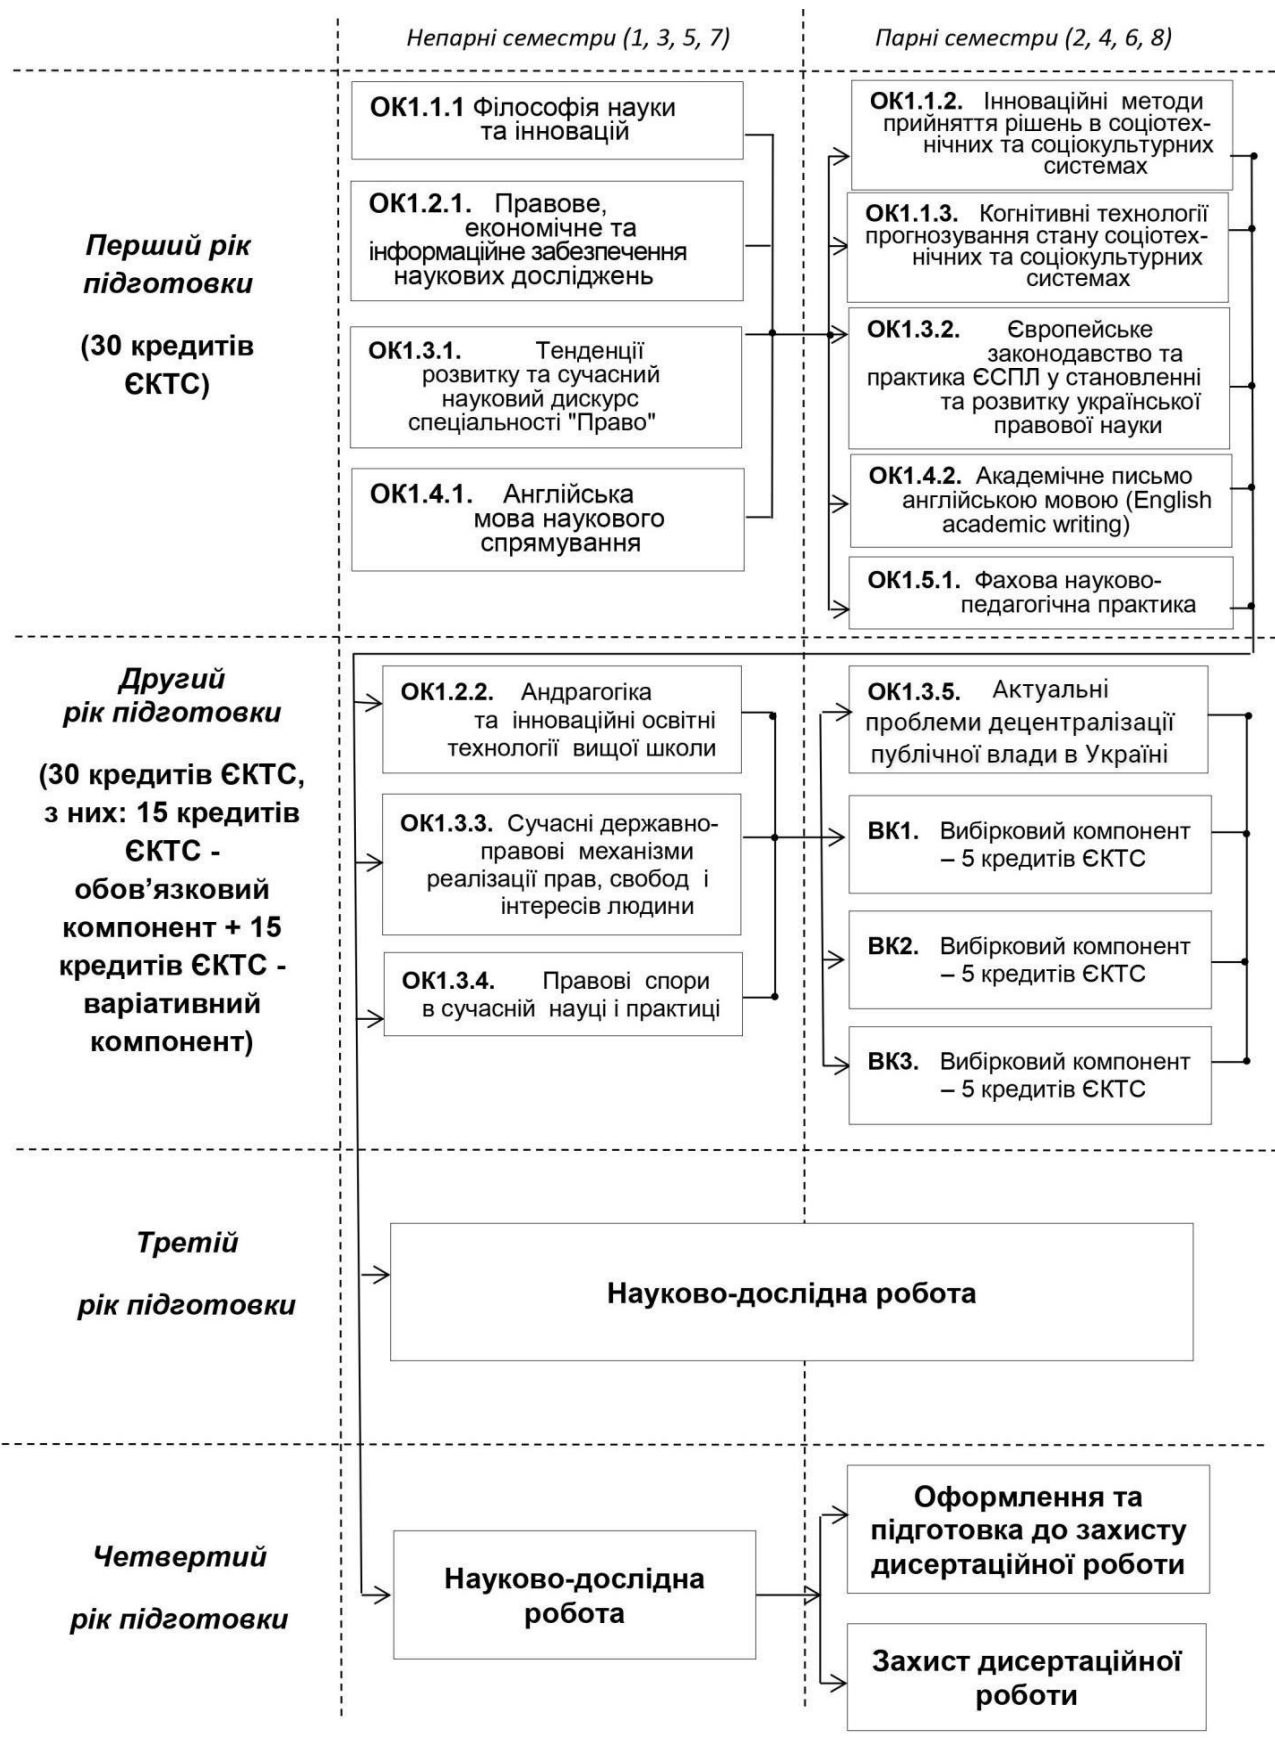 Непарні семестри (1, 3, 5, 7)
Парні семестри (2, 4, 6, 8)
Перший рік
підготовки
(30 кредитів
ЄКТС)
ОК1.1.1 Філософія науки
та інновацій
ОК1.2.1. Правове,
економічне та
інформаційне забезпечення
наукових досліджень
ОК1.3.1. Тенденції
розвитку та сучасний
науковий дискурс
спеціальності "Право"
ОК1.4.1. Англійська
мова наукового
спрямування
ОК1.1.2. Інноваційні методи
прийняття рішень в соціотех-
нічних та соціокультурних
системах
ОК1.1.3. Когнітивні технології
прогнозування стану соціотех-
нічних та соціокультурних
системах
ОК1.3.2. Європейське
законодавство та
практика ЄСПЛ у становленні
та розвитку української
правової науки
ОК1.4.2. Академічне письмо
англійською мовою (English
academic writing)
ОК1.5.1. Фахова науково-
педагогічна практика
Другий
рік підготовки
(30 кредитів ЄКТС,
з них: 15 кредитів
ЄКТС -
обов’язковий
компонент + 15
кредитів ЄКТС -
варіативний
компонент)
ОК1.2.2. Андрагогіка
та інноваційні освітні
технології вищої школи
ОК1.3.3. Сучасні державно-
правові механізми
реалізації прав, свобод і
інтересів людини
ОК1.3.4. Правові спори
в сучасній науці і практиці
ОК1.3.5. Актуальні
проблеми децентралізації
публічної влади в Україні
ВК1. Вибірковий компонент
– 5 кредитів ЄКТС
ВК2. Вибірковий компонент
– 5 кредитів ЄКТС
ВК3. Вибірковий компонент
– 5 кредитів ЄКТС
Третій
рік підготовки
Науково-дослідна робота
Четвертий
рік підготовки
Науково-дослідна
робота
Оформлення та
підготовка до захисту
дисертаційної роботи
Захист дисертаційної
роботи